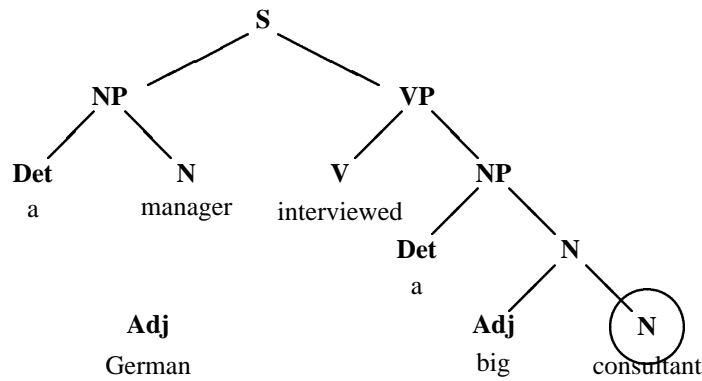 S
NP VP
Det N V NP
a manager interviewed
Det N
a
Adj Adj N
German big consultant